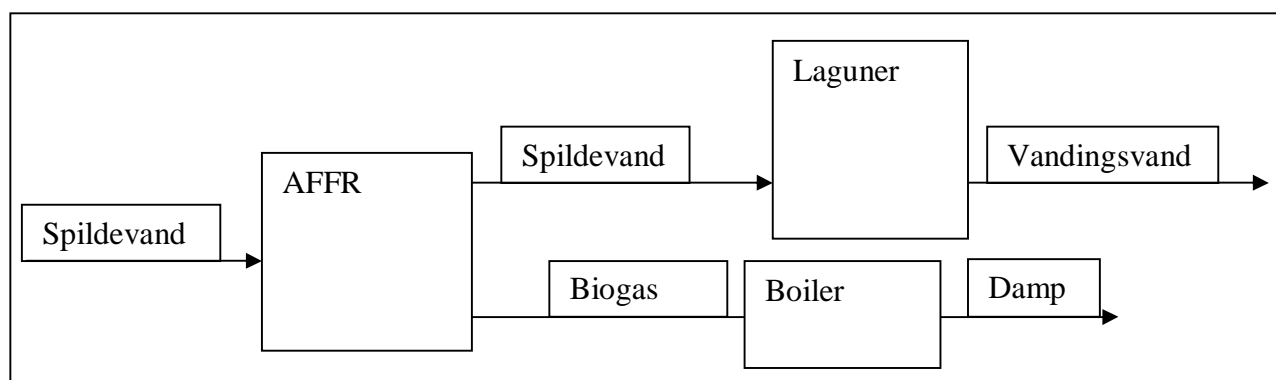 Laguner
Spildevand
Vandingsvand
AFFR
Spildevand
Biogas
Boiler
Damp